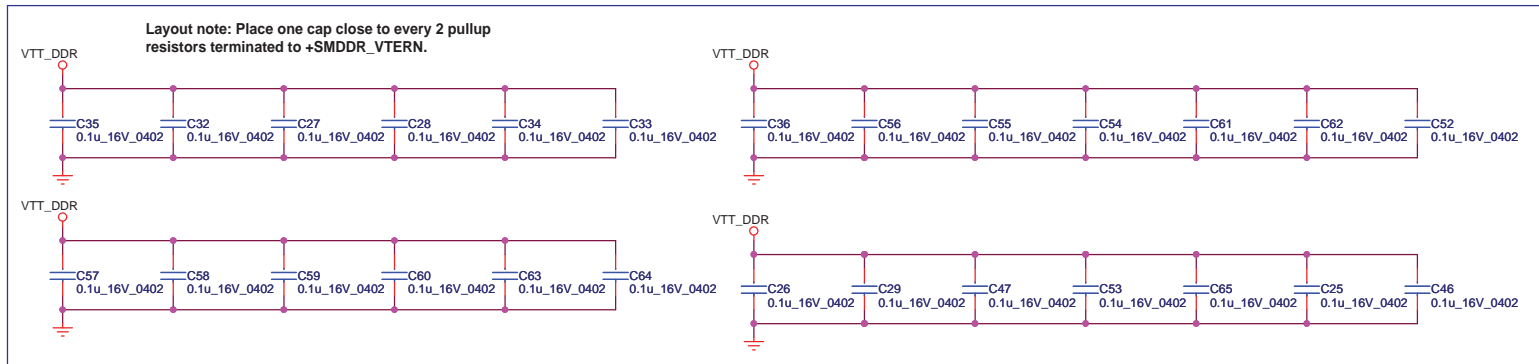 Layout note: Place one cap close to every 2 pullup
resistors terminated to +SMDDR_VTERN.
VTT_DDR
C35
0.1u_16V_0402
C32
0.1u_16V_0402
C27
0.1u_16V_0402
C28
0.1u_16V_0402
C34
0.1u_16V_0402
C33
0.1u_16V_0402
VTT_DDR
C36
0.1u_16V_0402
C56
0.1u_16V_0402
C55
0.1u_16V_0402
C54
0.1u_16V_0402
C61
0.1u_16V_0402
C62
0.1u_16V_0402
C52
0.1u_16V_0402
VTT_DDR
C57
0.1u_16V_0402
C58
0.1u_16V_0402
C59
0.1u_16V_0402
C60
0.1u_16V_0402
C63
0.1u_16V_0402
C64
0.1u_16V_0402
VTT_DDR
C26
0.1u_16V_0402
C29
0.1u_16V_0402
C47
0.1u_16V_0402
C53
0.1u_16V_0402
C65
0.1u_16V_0402
C25
0.1u_16V_0402
C46
0.1u_16V_0402